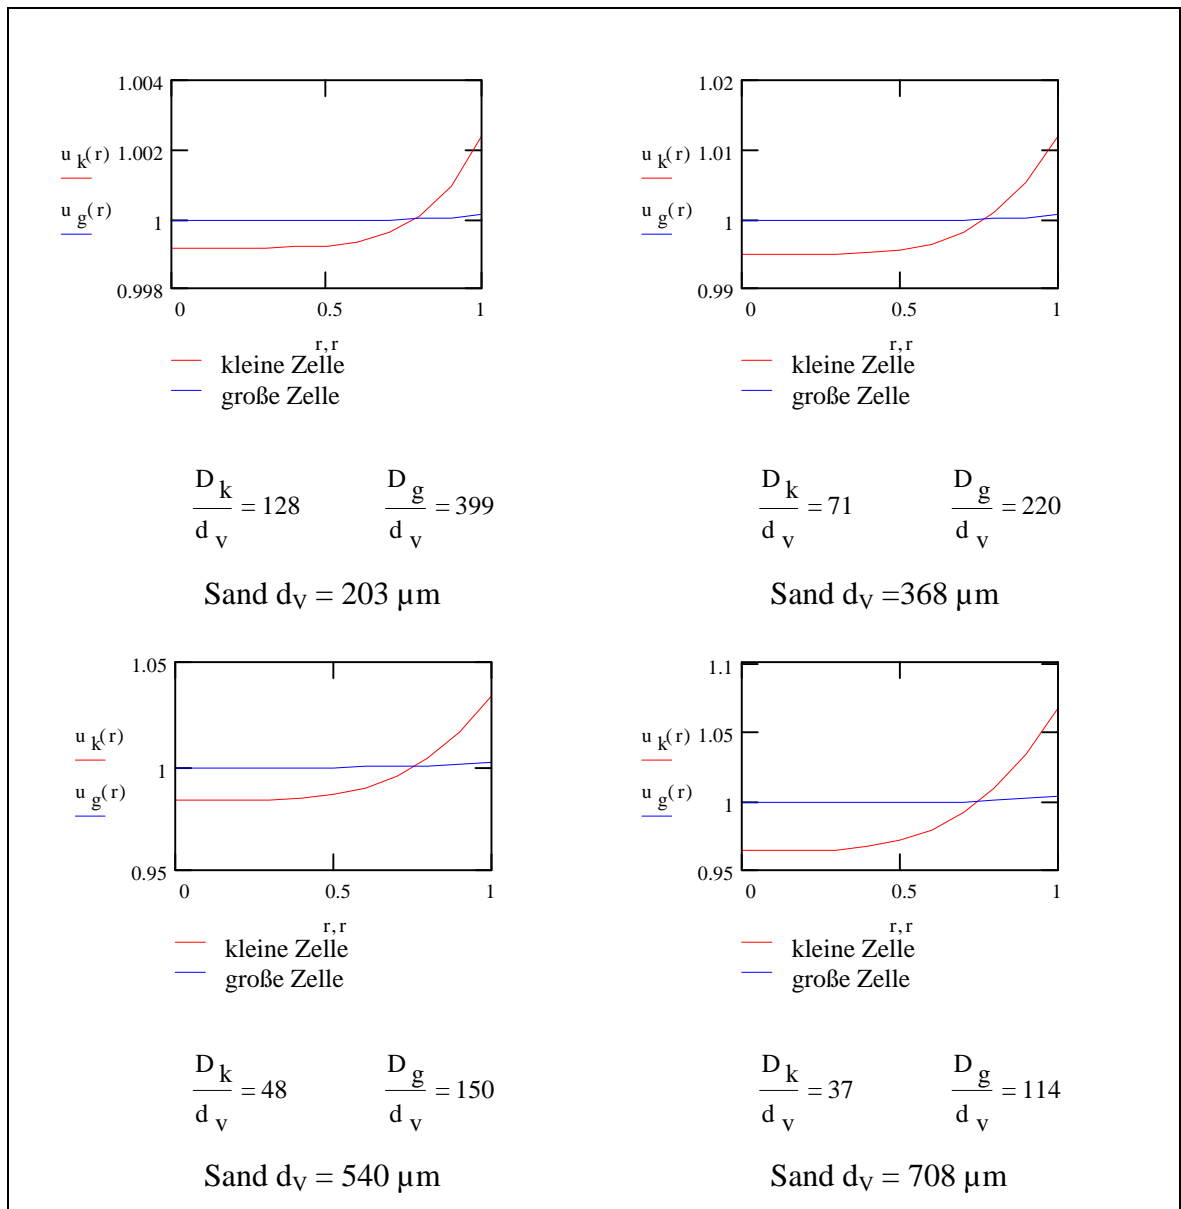 1.004
1.002
1
0.998
u k(r)
u g(r)
0 0.5 1
r,r
kleine Zelle
große Zelle
D k / d v = 128 D g / d v = 399
Sand dV = 203 µm
1.02
1.01
1
0.99
u k(r)
u g(r)
0 0.5 1
r,r
kleine Zelle
große Zelle
D k / d v = 71 D g / d v = 220
Sand dV =368 µm
1.05
1
0.95
u k(r)
u g(r)
0 0.5 1
r,r
kleine Zelle
große Zelle
D k / d v = 48 D g / d v = 150
Sand dV = 540 µm
1.1
1.05
1
0.95
u k(r)
u g(r)
0 0.5 1
r,r
kleine Zelle
große Zelle
D k / d v = 37 D g / d v = 114
Sand dV = 708 µm